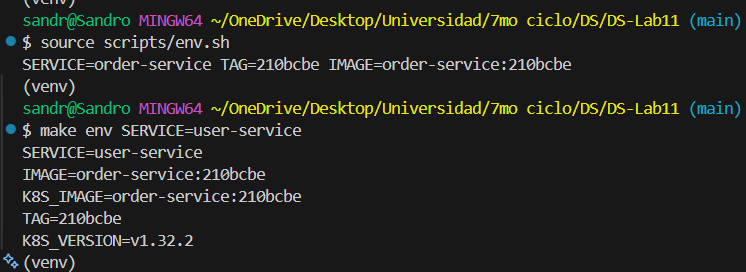 (venv)
sandr@Sandro MINGW64 ~/OneDrive/Desktop/Universidad/7mo ciclo/DS/DS-Lab11 (main)
$ source scripts/env.sh
SERVICE=order-service TAG=210bcbe IMAGE=order-service:210bcbe
(venv)
sandr@Sandro MINGW64 ~/OneDrive/Desktop/Universidad/7mo ciclo/DS/DS-Lab11 (main)
$ make env SERVICE=user-service
SERVICE=user-service
IMAGE=order-service:210bcbe
K8S_IMAGE=order-service:210bcbe
TAG=210bcbe
K8S_VERSION=v1.32.2
(venv)